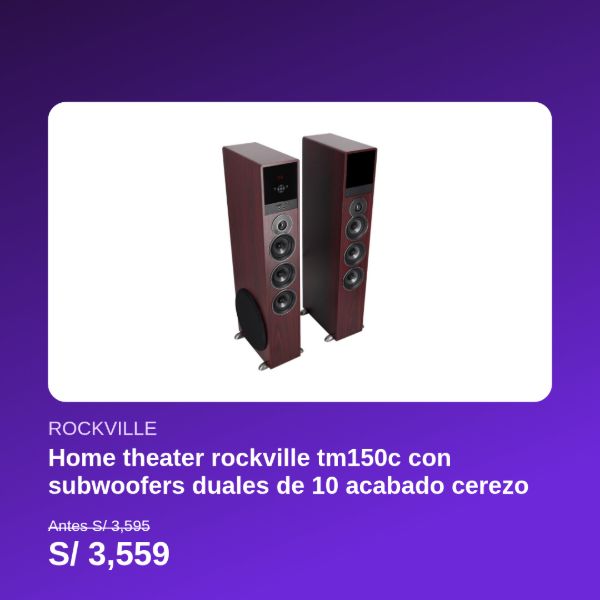 ROCKVILLE
Home theater rockville tm150c con
subwoofers duales de 10 acabado cerezo
Antes S/ 3,595
S/ 3,559